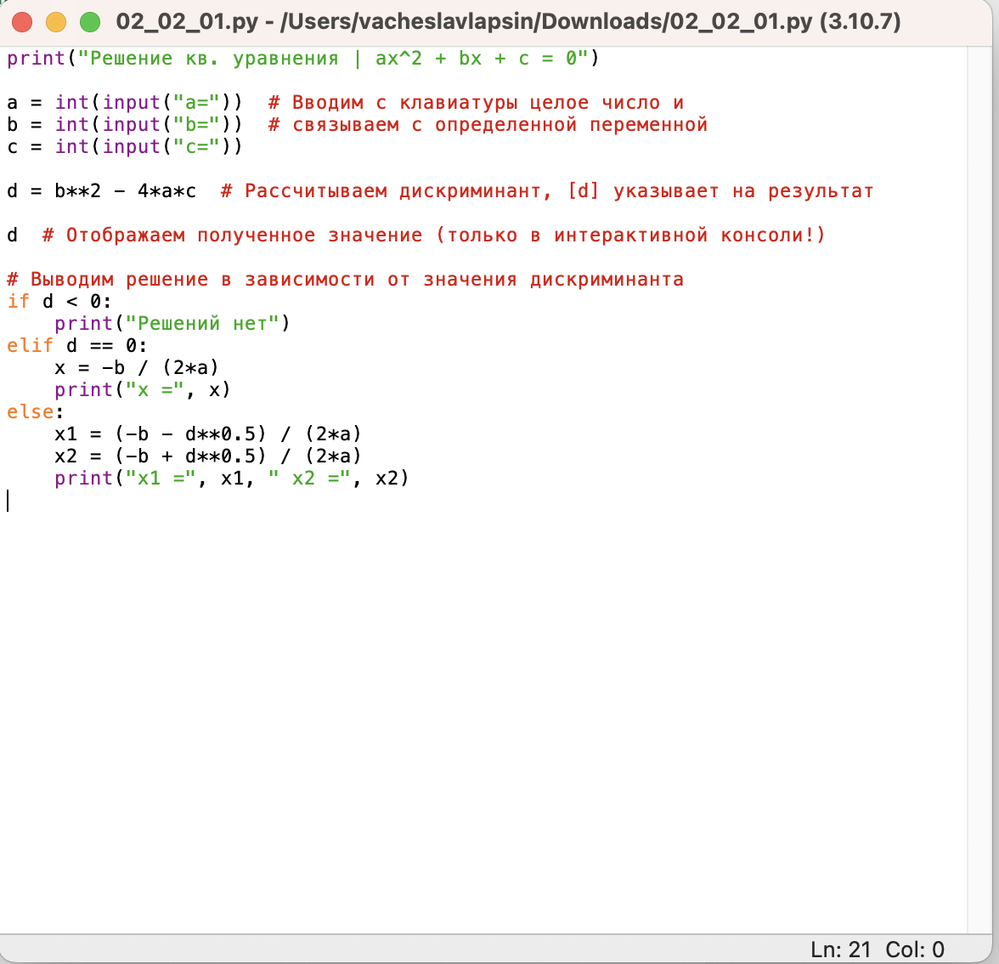 02_02_01.py - /Users/vacheslavlapsin/Downloads/02_02_01.py (3.10.7)
print("Решение кв. уравнения | ax^2 + bx + c = 0")
a = int(input("a="))  # Вводим с клавиатуры целое число и
b = int(input("b="))  # связываем с определенной переменной
c = int(input("c="))
d = b**2 - 4*a*c  # Рассчитываем дискриминант, [d] указывает на результат
d  # Отображаем полученное значение (только в интерактивной консоли!)
# Выводим решение в зависимости от значения дискриминанта
if d < 0:
    print("Решений нет")
elif d == 0:
    x = -b / (2*a)
    print("x =", x)
else:
    x1 = (-b - d**0.5) / (2*a)
    x2 = (-b + d**0.5) / (2*a)
    print("x1 =", x1, " x2 =", x2)
Ln: 21  Col: 0